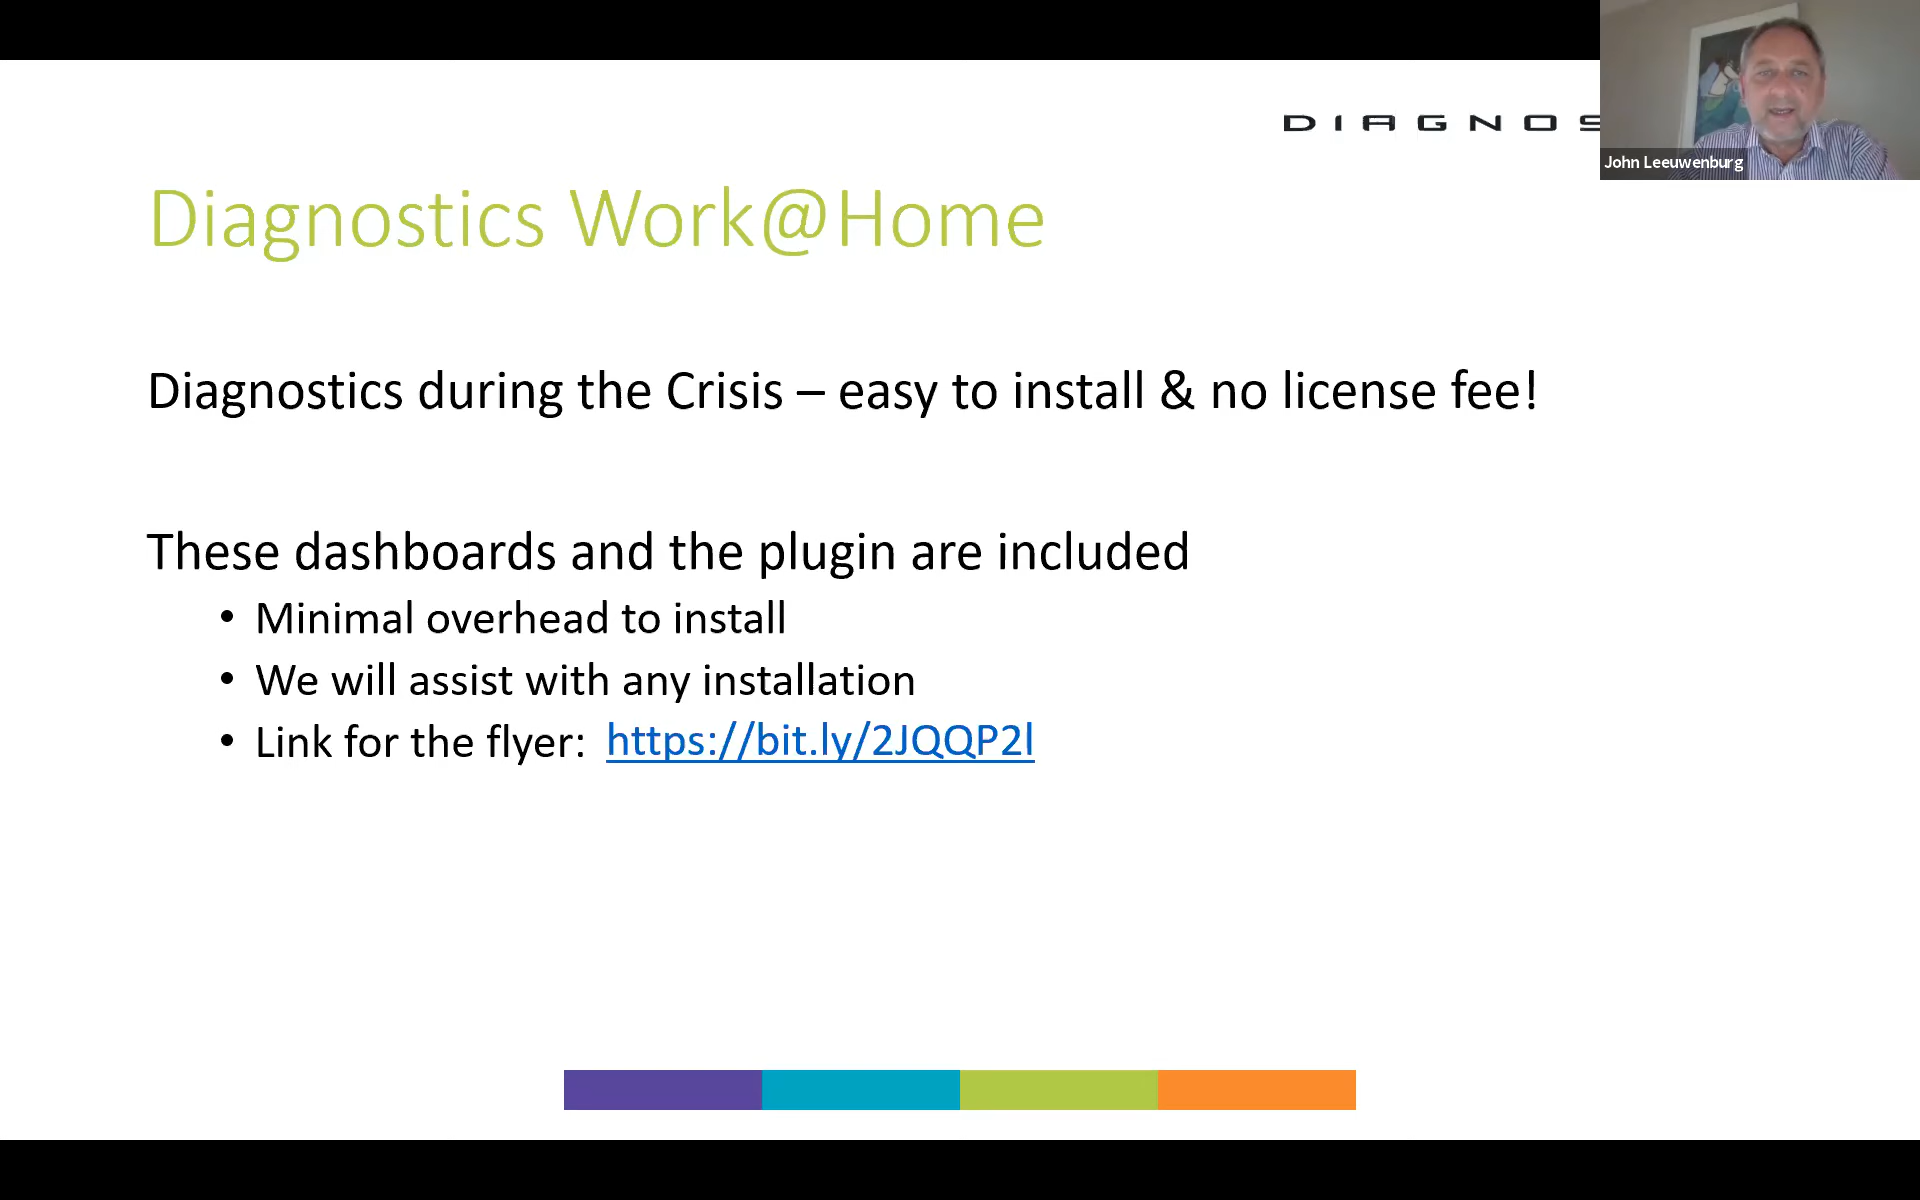 DIAGNOS
John Leeuwenburg
Diagnostics Work@Home
Diagnostics during the Crisis – easy to install & no license fee!
These dashboards and the plugin are included
• Minimal overhead to install
• We will assist with any installation
• Link for the flyer: https://bit.ly/2JQQP2l